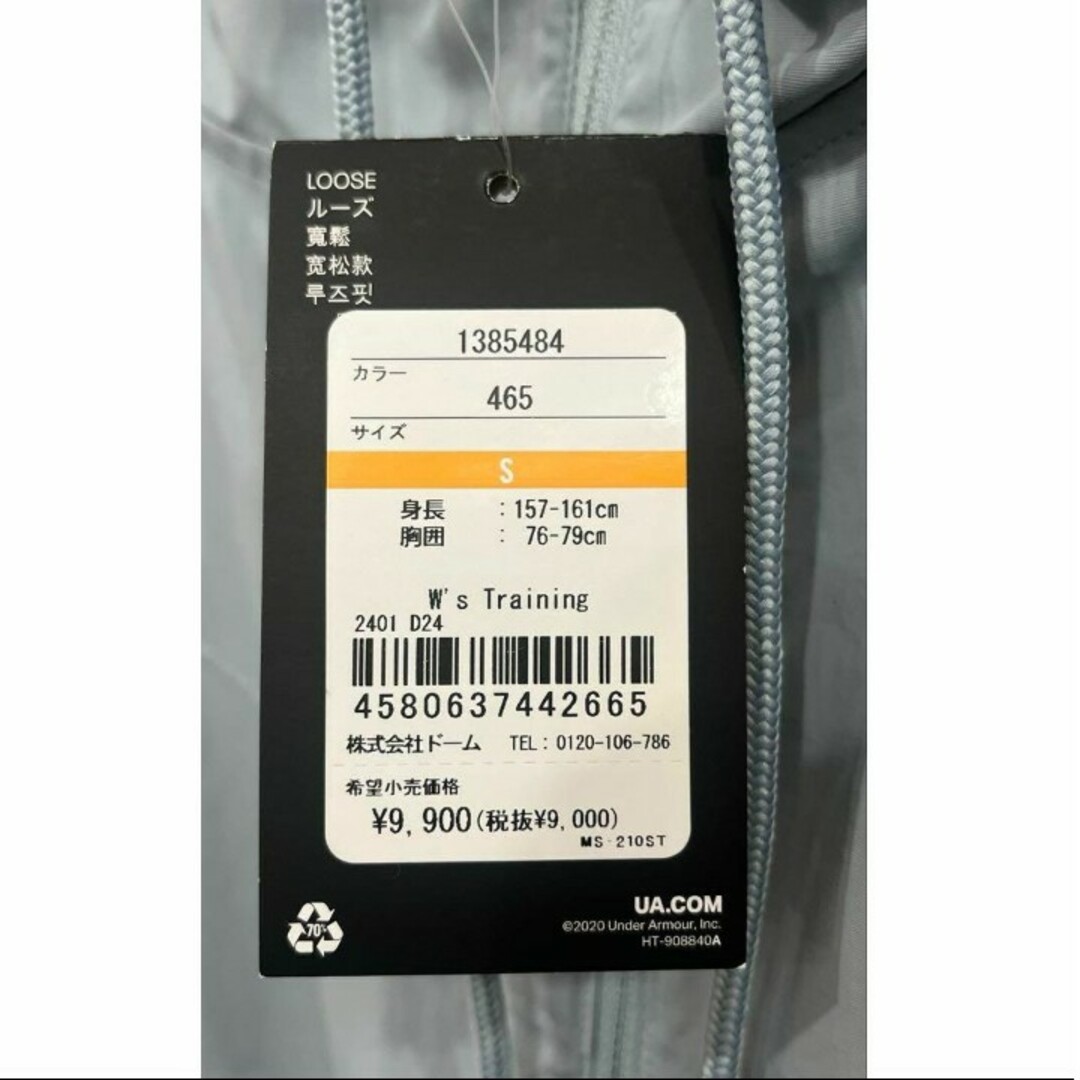 LOOSE
ルーズ
寬鬆
宽松款
루즈핏
1385484
カラー
465
サイズ
S
身長 : 157-161cm
胸囲 : 76-79cm
W's Training
2401 D24
4580637442665
株式会社ドーム TEL: 0120-106-786
希望小売価格
¥9,900(税抜¥9,000)
MS-210ST
70%
UA.COM
©2020 Under Armour, Inc.
HT-908840A